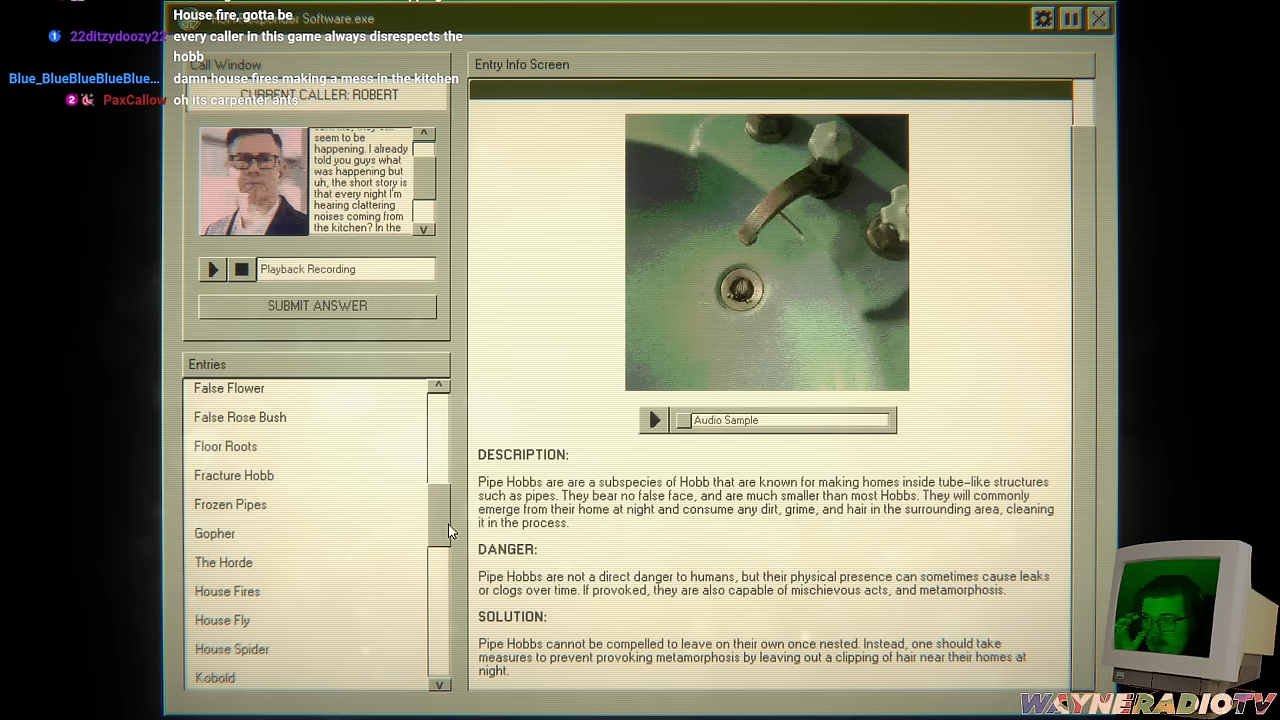 House fire, gotta be
22ditzydoozy22 every caller in this game always disrespects the
hobb
Blue_BlueBlueBlueBlue... damn house fires making a mess in the kitchen
2 PaxCallow oh its carpenter ants
Software.exe
Call Window
CURRENT CALLER: ROBERT
seem to be
happening. I already
told you guys what
was happening but
uh, the short story is
that every night I'm
hearing clattering
noises coming from
the kitchen? In the
Playback Recording
SUBMIT ANSWER
Entries
False Flower
False Rose Bush
Floor Roots
Fracture Hobb
Frozen Pipes
Gopher
The Horde
House Fires
House Fly
House Spider
Kobold
Entry Info Screen
Audio Sample
DESCRIPTION:
Pipe Hobbs are are a subspecies of Hobb that are known for making homes inside tube-like structures
such as pipes. They bear no false face, and are much smaller than most Hobbs. They will commonly
emerge from their home at night and consume any dirt, grime, and hair in the surrounding area, cleaning
it in the process.
DANGER:
Pipe Hobbs are not a direct danger to humans, but their physical presence can sometimes cause leaks
or clogs over time. If provoked, they are also capable of mischievous acts, and metamorphosis.
SOLUTION:
Pipe Hobbs cannot be compelled to leave on their own once nested. Instead, one should take
measures to prevent provoking metamorphosis by leaving out a clipping of hair near their homes at
night.
WAYNERADIOTV